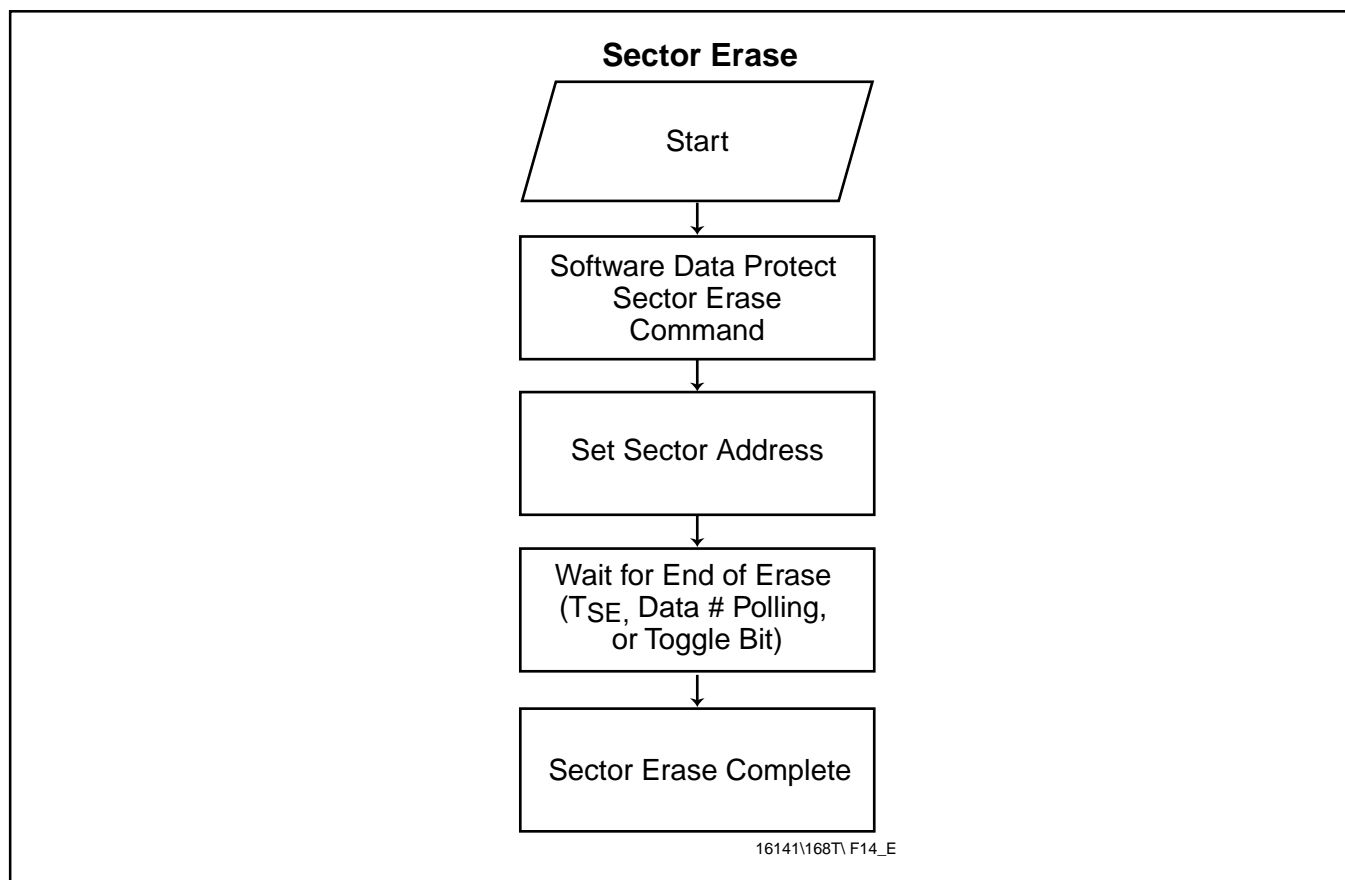 Sector Erase
Start
Software Data Protect
Sector Erase
Command
Set Sector Address
Wait for End of Erase
(TSE, Data # Polling,
or Toggle Bit)
Sector Erase Complete
16141\168T\ F14_E